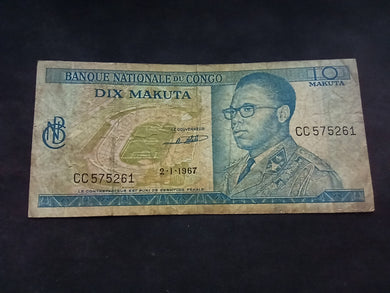 BANQUE NATIONALE DU CONGO
10
MAKUTA
DIX MAKUTA
LE GOUVERNEUR
CC575261
CC575261
2-1-1967
LE CONTREFACTEUR EST PUNI DE SERVITUDE PENALE